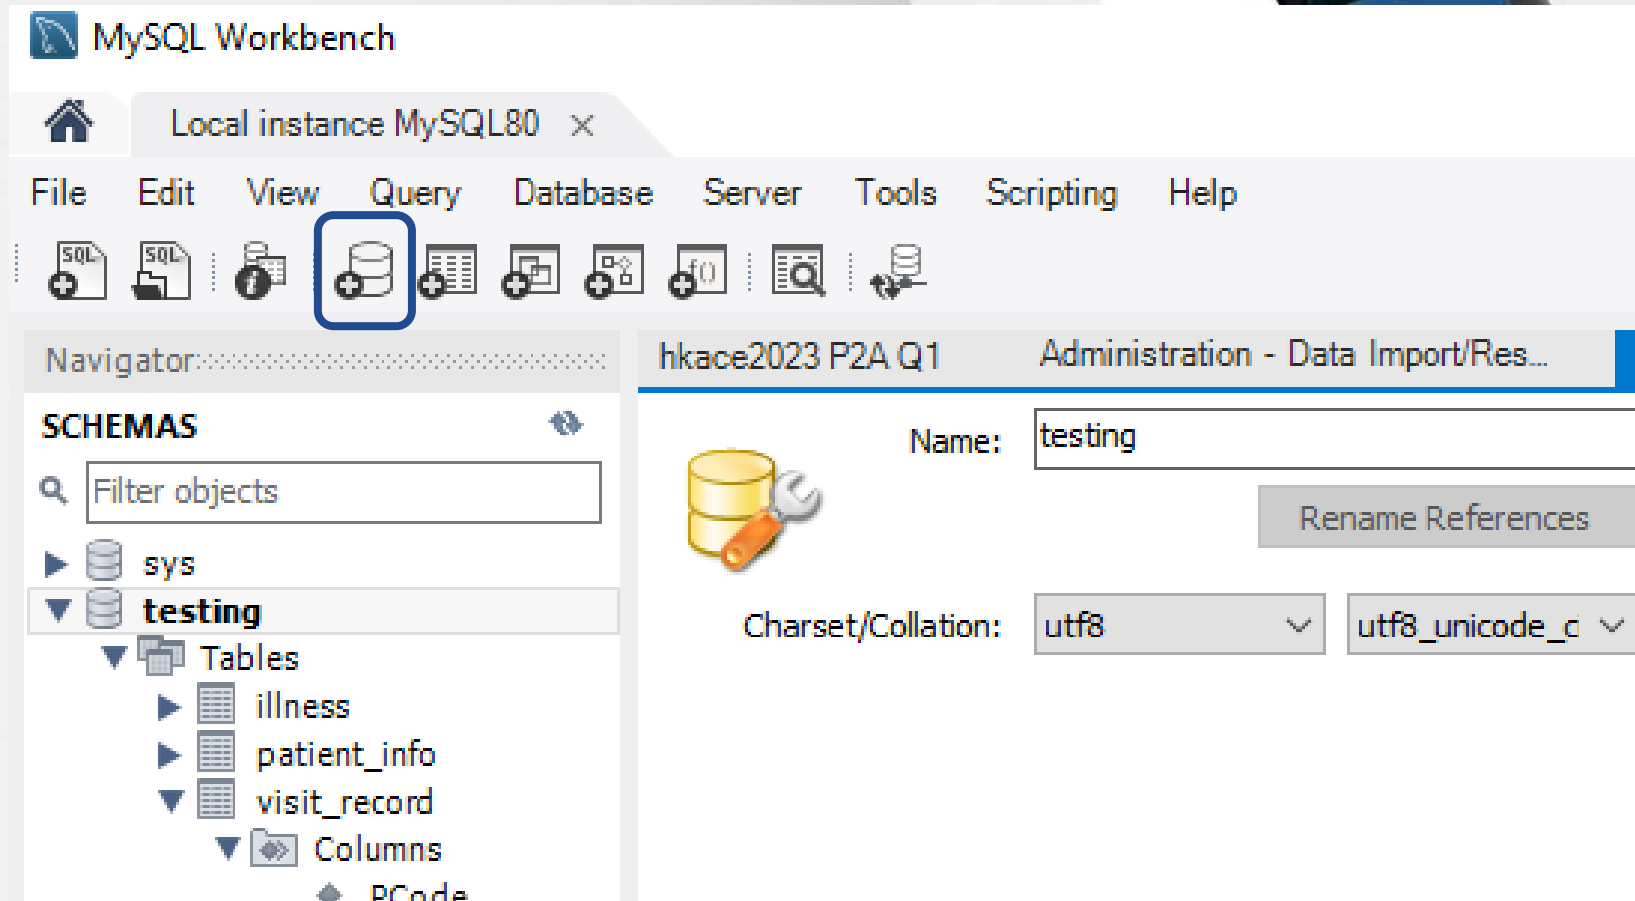 MySQL Workbench
Local instance MySQL80 ×
File Edit View Query Database Server Tools Scripting Help
SQL SQL f()
Navigator
hkace2023 P2A Q1 Administration - Data Import/Res...
SCHEMAS
Name: testing
Filter objects
Rename References
sys
testing
Charset/Collation: utf8 utf8_unicode_c
Tables
illness
patient_info
visit_record
Columns
PCode